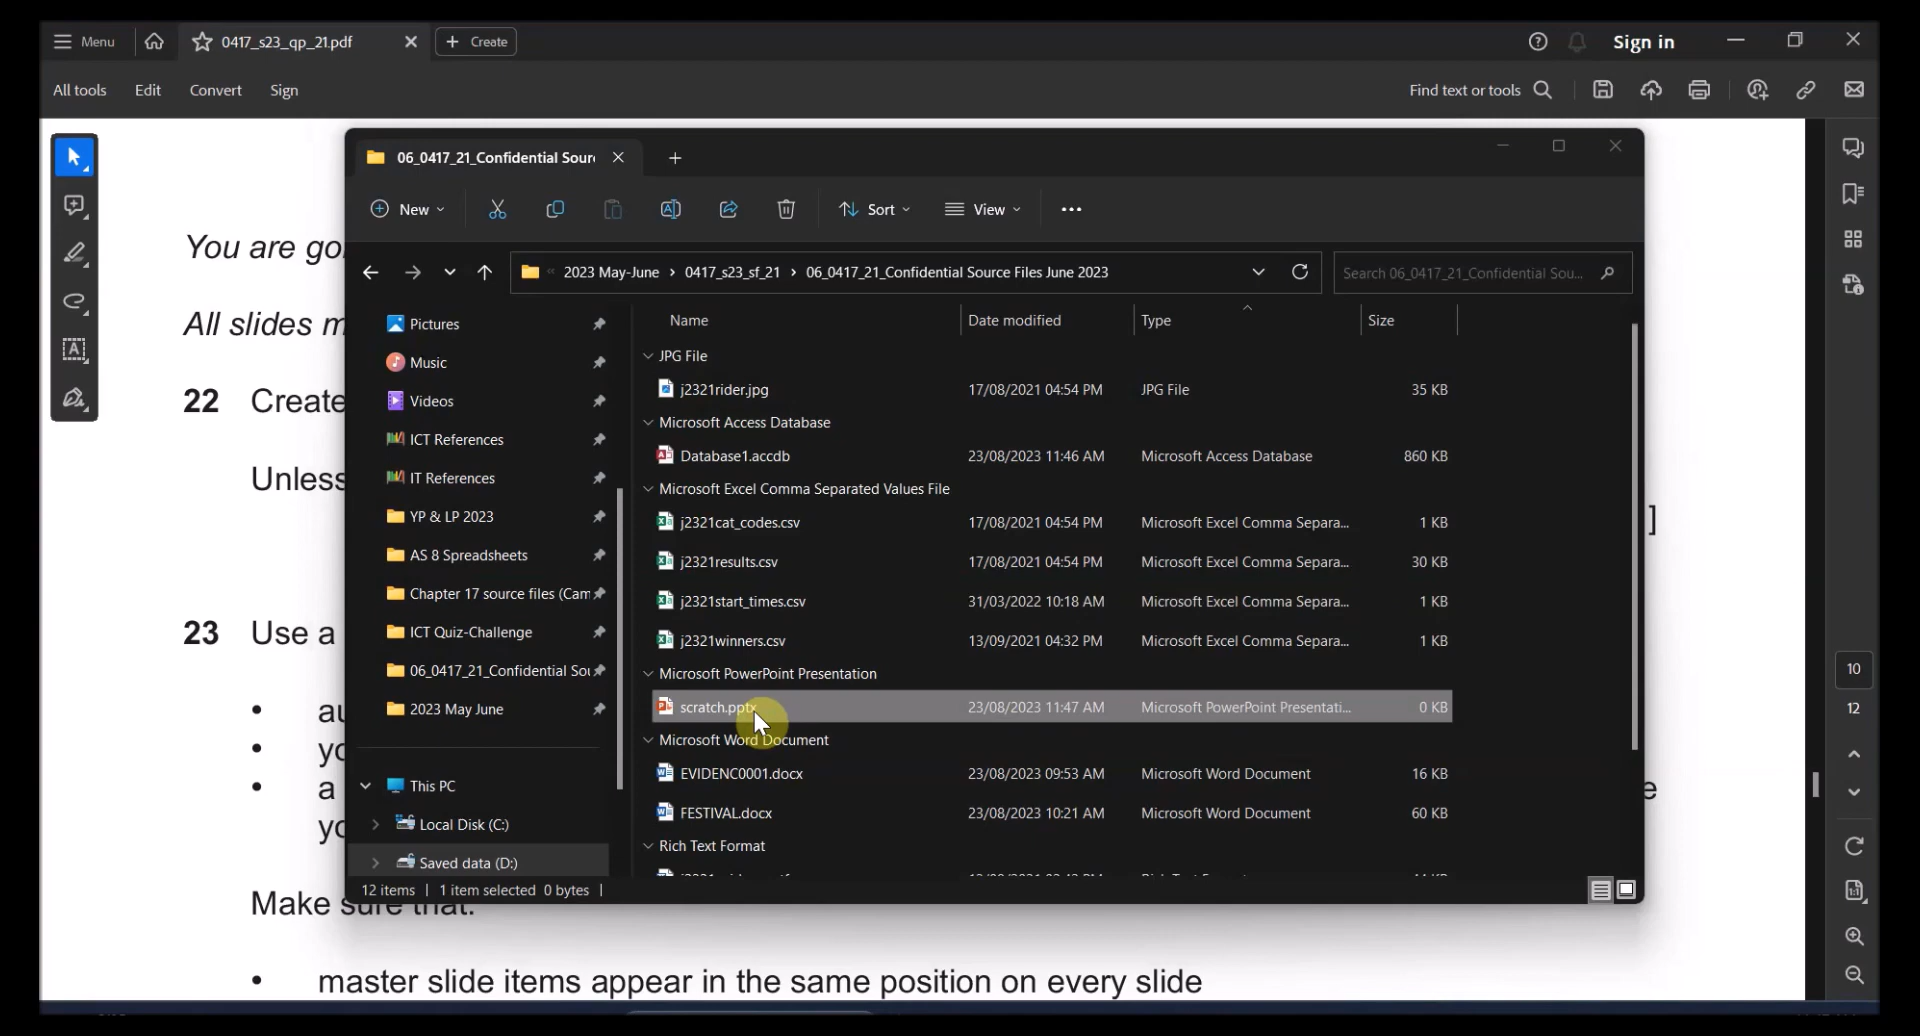 Menu
0417_s23_qp_21.pdf
Create
Sign in
All tools
Edit
Convert
Sign
Find text or tools
You are go
All slides m
22 Create
Unless
]
23 Use a
• au
• yo
• a
e
yo
Make sure that:
• master slide items appear in the same position on every slide
06_0417_21_Confidential Sour
New
Sort
View
2023 May-June > 0417_s23_sf_21 > 06_0417_21_Confidential Source Files June 2023
Search 06_0417_21_Confidential Sou...
Pictures
Music
Videos
ICT References
IT References
YP & LP 2023
AS 8 Spreadsheets
Chapter 17 source files (Cam
ICT Quiz-Challenge
06_0417_21_Confidential Sou
2023 May June
This PC
Local Disk (C:)
Saved data (D:)
Name Date modified Type Size
JPG File
j2321rider.jpg 17/08/2021 04:54 PM JPG File 35 KB
Microsoft Access Database
Database1.accdb 23/08/2023 11:46 AM Microsoft Access Database 860 KB
Microsoft Excel Comma Separated Values File
j2321cat_codes.csv 17/08/2021 04:54 PM Microsoft Excel Comma Separa... 1 KB
j2321results.csv 17/08/2021 04:54 PM Microsoft Excel Comma Separa... 30 KB
j2321start_times.csv 31/03/2022 10:18 AM Microsoft Excel Comma Separa... 1 KB
j2321winners.csv 13/09/2021 04:32 PM Microsoft Excel Comma Separa... 1 KB
Microsoft PowerPoint Presentation
scratch.pptx 23/08/2023 11:47 AM Microsoft PowerPoint Presentati... 0 KB
Microsoft Word Document
EVIDENC0001.docx 23/08/2023 09:53 AM Microsoft Word Document 16 KB
FESTIVAL.docx 23/08/2023 10:21 AM Microsoft Word Document 60 KB
Rich Text Format
12 items | 1 item selected 0 bytes |
10
12
1:1